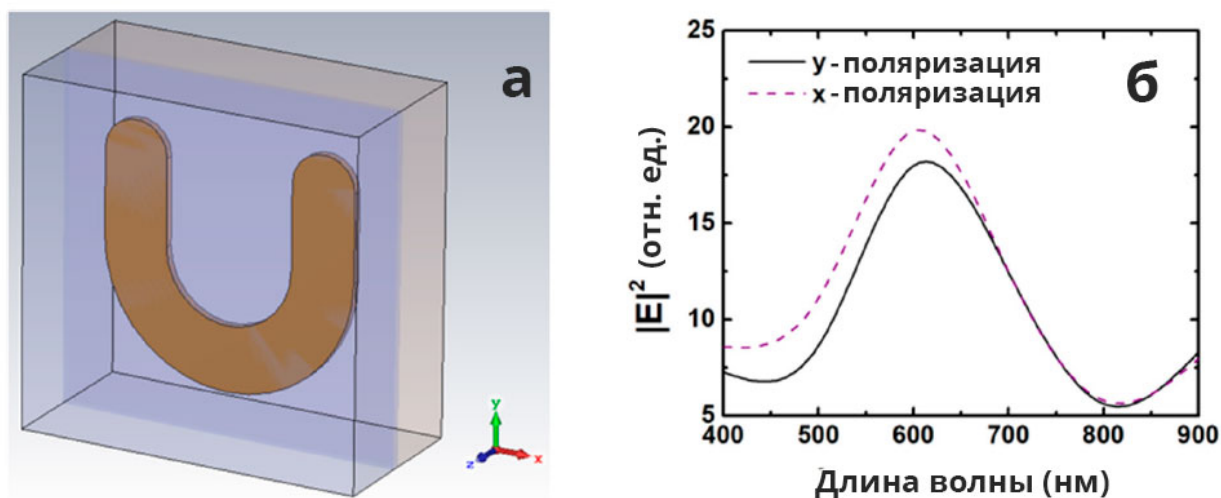 а
y
x
z
б
y - поляризация
x - поляризация
|E|² (отн. ед.)
25
20
15
10
5
400 500 600 700 800 900
Длина волны (нм)